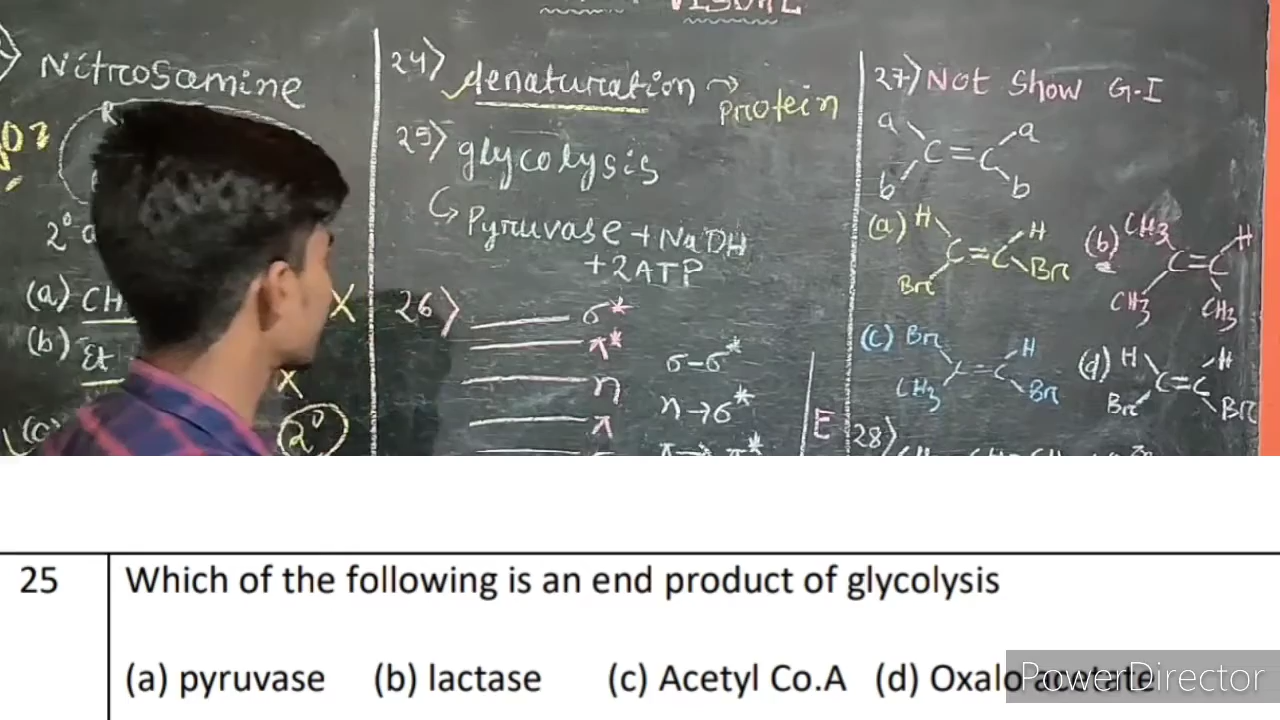 VISUAL
Nitrosamine
R
2°
(a) CH
X
(b) Et
x
(c)
2°
24) denaturation → Protein
25) glycolysis
↳ Pyruvase + NaDH
+ 2ATP
26)
σ*
π*
n
π
σ-σ*
n→σ*
π→π*
E
27) Not Show G-I
a a
C=C
b b
(a) H H
C=C
Br Br
(b) CH3 H
C=C
CH3 CH3
(c) Br H
C=C
CH3 Br
(d) H H
C=C
Br Br
28)
25 Which of the following is an end product of glycolysis
(a) pyruvase (b) lactase (c) Acetyl Co.A (d) Oxalo acetate
PowerDirector